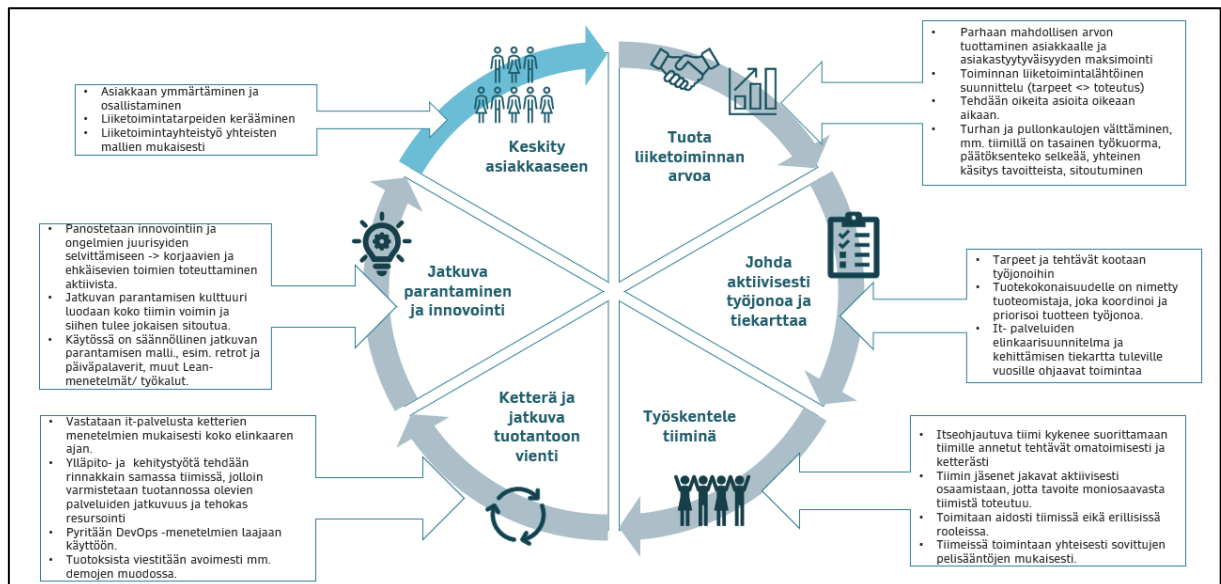 • Asiakkaan ymmärtäminen ja
osallistaminen
• Liiketoimintatarpeiden kerääminen
• Liiketoimintayhteistyö yhteisten
mallien mukaisesti
Keskity
asiakkaaseen
Tuota
liiketoiminnan
arvoa
• Parhaan mahdollisen arvon
tuottaminen asiakkaalle ja
asiakastyytyväisyyden maksimointi
• Toiminnan liiketoimintalähtöinen
suunnittelu (tarpeet <> toteutus)
• Tehdään oikeita asioita oikeaan
aikaan.
• Turhan ja pullonkaulojen välttäminen,
mm. tiimillä on tasainen työkuorma,
päätöksenteko selkeää, yhteinen
käsitys tavoitteista, sitoutuminen
• Panostetaan innovointiin ja
ongelmien juurisyiden
selvittämiseen -> korjaavien ja
ehkäisevien toimien toteuttaminen
aktiivista.
• Jatkuvan parantamisen kulttuuri
luodaan koko tiimin voimin ja
siihen tulee jokaisen sitoutua.
• Käytössä on säännöllinen jatkuvan
parantamisen malli., esim. retrot ja
päiväpalaverit, muut Lean-
menetelmät/ työkalut.
Jatkuva
parantaminen
ja innovointi
Johda
aktiivisesti
työjonoa ja
tiekarttaa
• Tarpeet ja tehtävät kootaan
työjonoihin
• Tuotekokonaisuudelle on nimetty
tuoteomistaja, joka koordinoi ja
priorisoi tuotteen työjonoa.
• It- palveluiden
elinkaarisuunnitelma ja
kehittämisen tiekartta tuleville
vuosille ohjaavat toimintaa
• Vastataan it-palvelusta ketterien
menetelmien mukaisesti koko elinkaaren
ajan.
• Ylläpito- ja kehitystyötä tehdään
rinnakkain samassa tiimissä, jolloin
varmistetaan tuotannossa olevien
palveluiden jatkuvuus ja tehokas
resursointi
• Pyritään DevOps -menetelmien laajaan
käyttöön.
• Tuotoksista viestitään avoimesti mm.
demojen muodossa.
Ketterä ja
jatkuva
tuotantoon
vienti
Työskentele
tiiminä
• Itseohjautuva tiimi kykenee suorittamaan
tiimille annetut tehtävät omatoimisesti ja
ketterästi
• Tiimin jäsenet jakavat aktiivisesti
osaamistaan, jotta tavoite moniosaavasta
tiimistä toteutuu.
• Toimitaan aidosti tiimissä eikä erillisissä
rooleissa.
• Tiimeissä toimintaan yhteisesti sovittujen
pelisääntöjen mukaisesti.